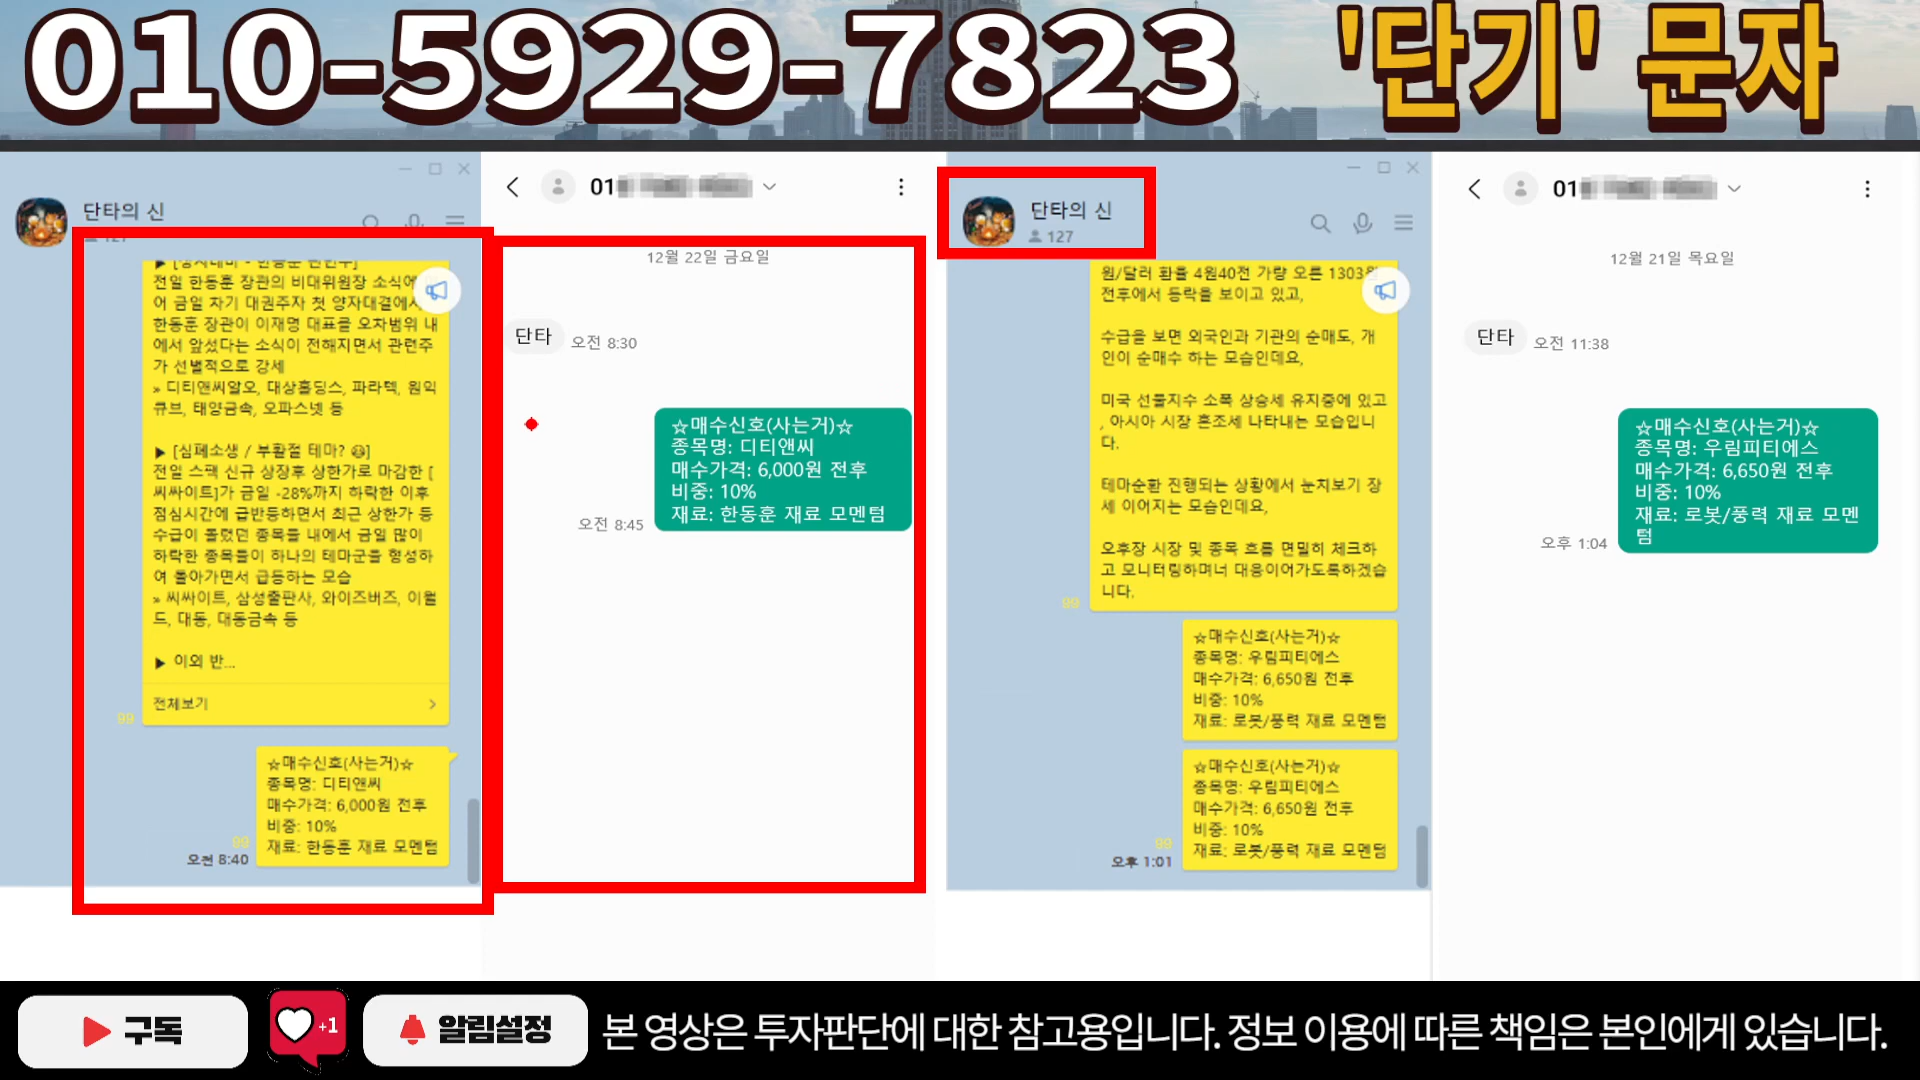 010-5929-7823 '단기' 문자
단타의 신
전일 한동훈 장관의 비대위원장 소식에
어 금일 차기 대권주자 첫 양자대결에서
한동훈 장관이 이재명 대표를 오차범위 내
에서 앞섰다는 소식이 전해지면서 관련주
가 선별적으로 강세
» 디티앤씨알오, 대상홀딩스, 파라텍, 원익
큐브, 태양금속, 오파스넷 등
▶ [심폐소생 / 부활절 테마? ]
전일 스팩 신규 상장후 상한가로 마감한 [
씨싸이트]가 금일 -28%까지 하락한 이후
점심시간에 급반등하면서 최근 상한가 등
수급이 몰렸던 종목들 내에서 금일 많이
하락한 종목들이 하나의 테마군을 형성하
여 돌아가면서 급등하는 모습
» 씨싸이트, 삼성출판사, 와이즈버즈, 이월
드, 대동, 대동금속 등
▶ 이외 반...
전체보기
99
☆매수신호(사는거)☆
종목명: 디티앤씨
매수가격: 6,000원 전후
비중: 10%
재료: 한동훈 재료 모멘텀
99
오전 8:40
01
12월 22일 금요일
단타
오전 8:30
☆매수신호(사는거)☆
종목명: 디티앤씨
매수가격: 6,000원 전후
비중: 10%
재료: 한동훈 재료 모멘텀
오전 8:45
단타의 신
127
원/달러 환율 4원40전 가량 오른 1303원
전후에서 등락을 보이고 있고,
수급을 보면 외국인과 기관의 순매도, 개
인이 순매수 하는 모습인데요,
미국 선물지수 소폭 상승세 유지중에 있고
, 아시아 시장 혼조세 나타내는 모습입니
다.
테마순환 진행되는 상황에서 눈치보기 장
세 이어지는 모습인데요,
오후장 시장 및 종목 흐름 면밀히 체크하
고 모니터링하며너 대응이어가도록하겠습
니다.
99
☆매수신호(사는거)☆
종목명: 우림피티에스
매수가격: 6,650원 전후
비중: 10%
재료: 로봇/풍력 재료 모멘텀
☆매수신호(사는거)☆
종목명: 우림피티에스
매수가격: 6,650원 전후
비중: 10%
재료: 로봇/풍력 재료 모멘텀
99
오후 1:01
01
12월 21일 목요일
단타
오전 11:38
☆매수신호(사는거)☆
종목명: 우림피티에스
매수가격: 6,650원 전후
비중: 10%
재료: 로봇/풍력 재료 모멘
텀
오후 1:04
구독
+1
알림설정
본 영상은 투자판단에 대한 참고용입니다. 정보 이용에 따른 책임은 본인에게 있습니다.